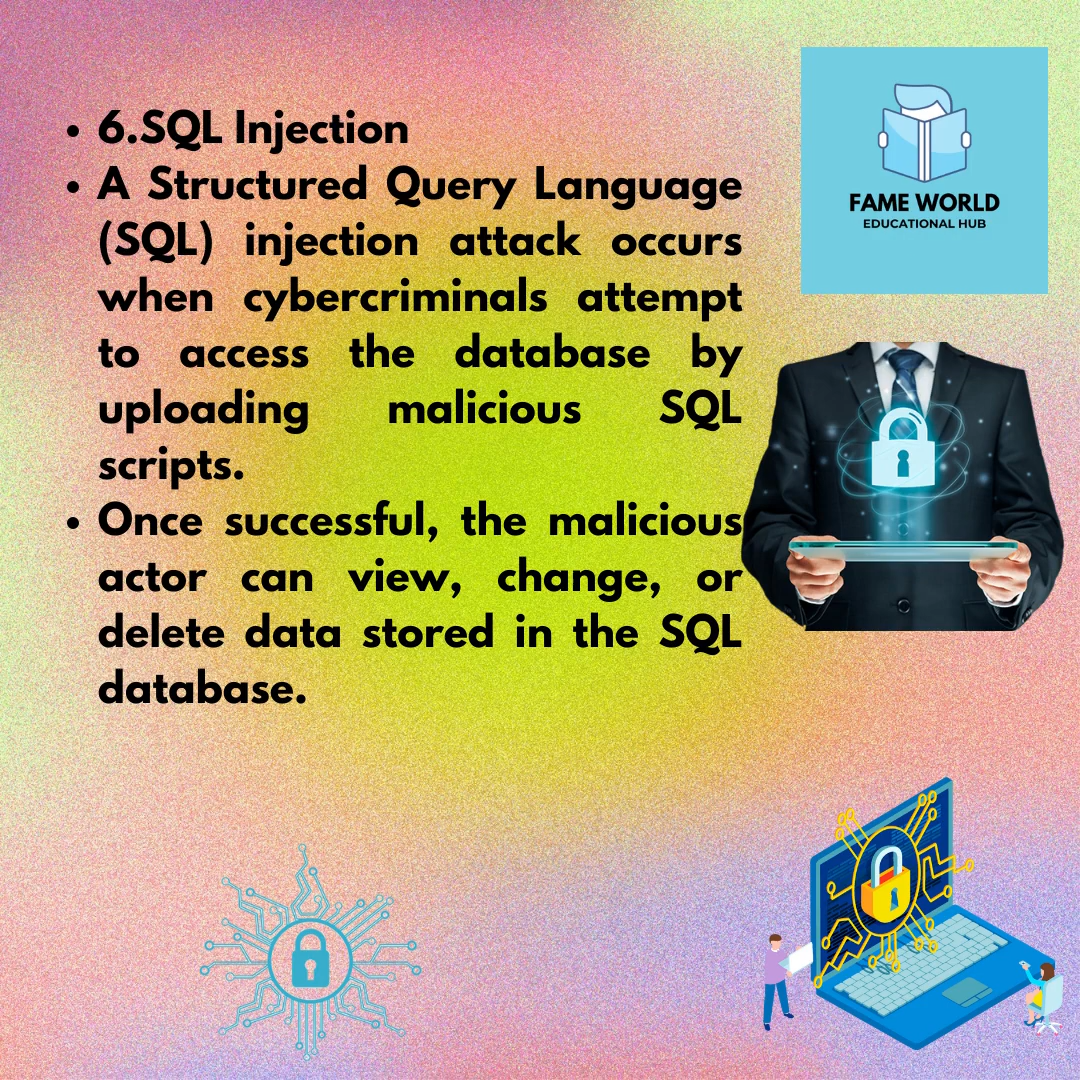 6.SQL Injection
A Structured Query Language
(SQL) injection attack occurs
when cybercriminals attempt
to access the database by
uploading malicious SQL
scripts.
Once successful, the malicious
actor can view, change, or
delete data stored in the SQL
database.
FAME WORLD
EDUCATIONAL HUB